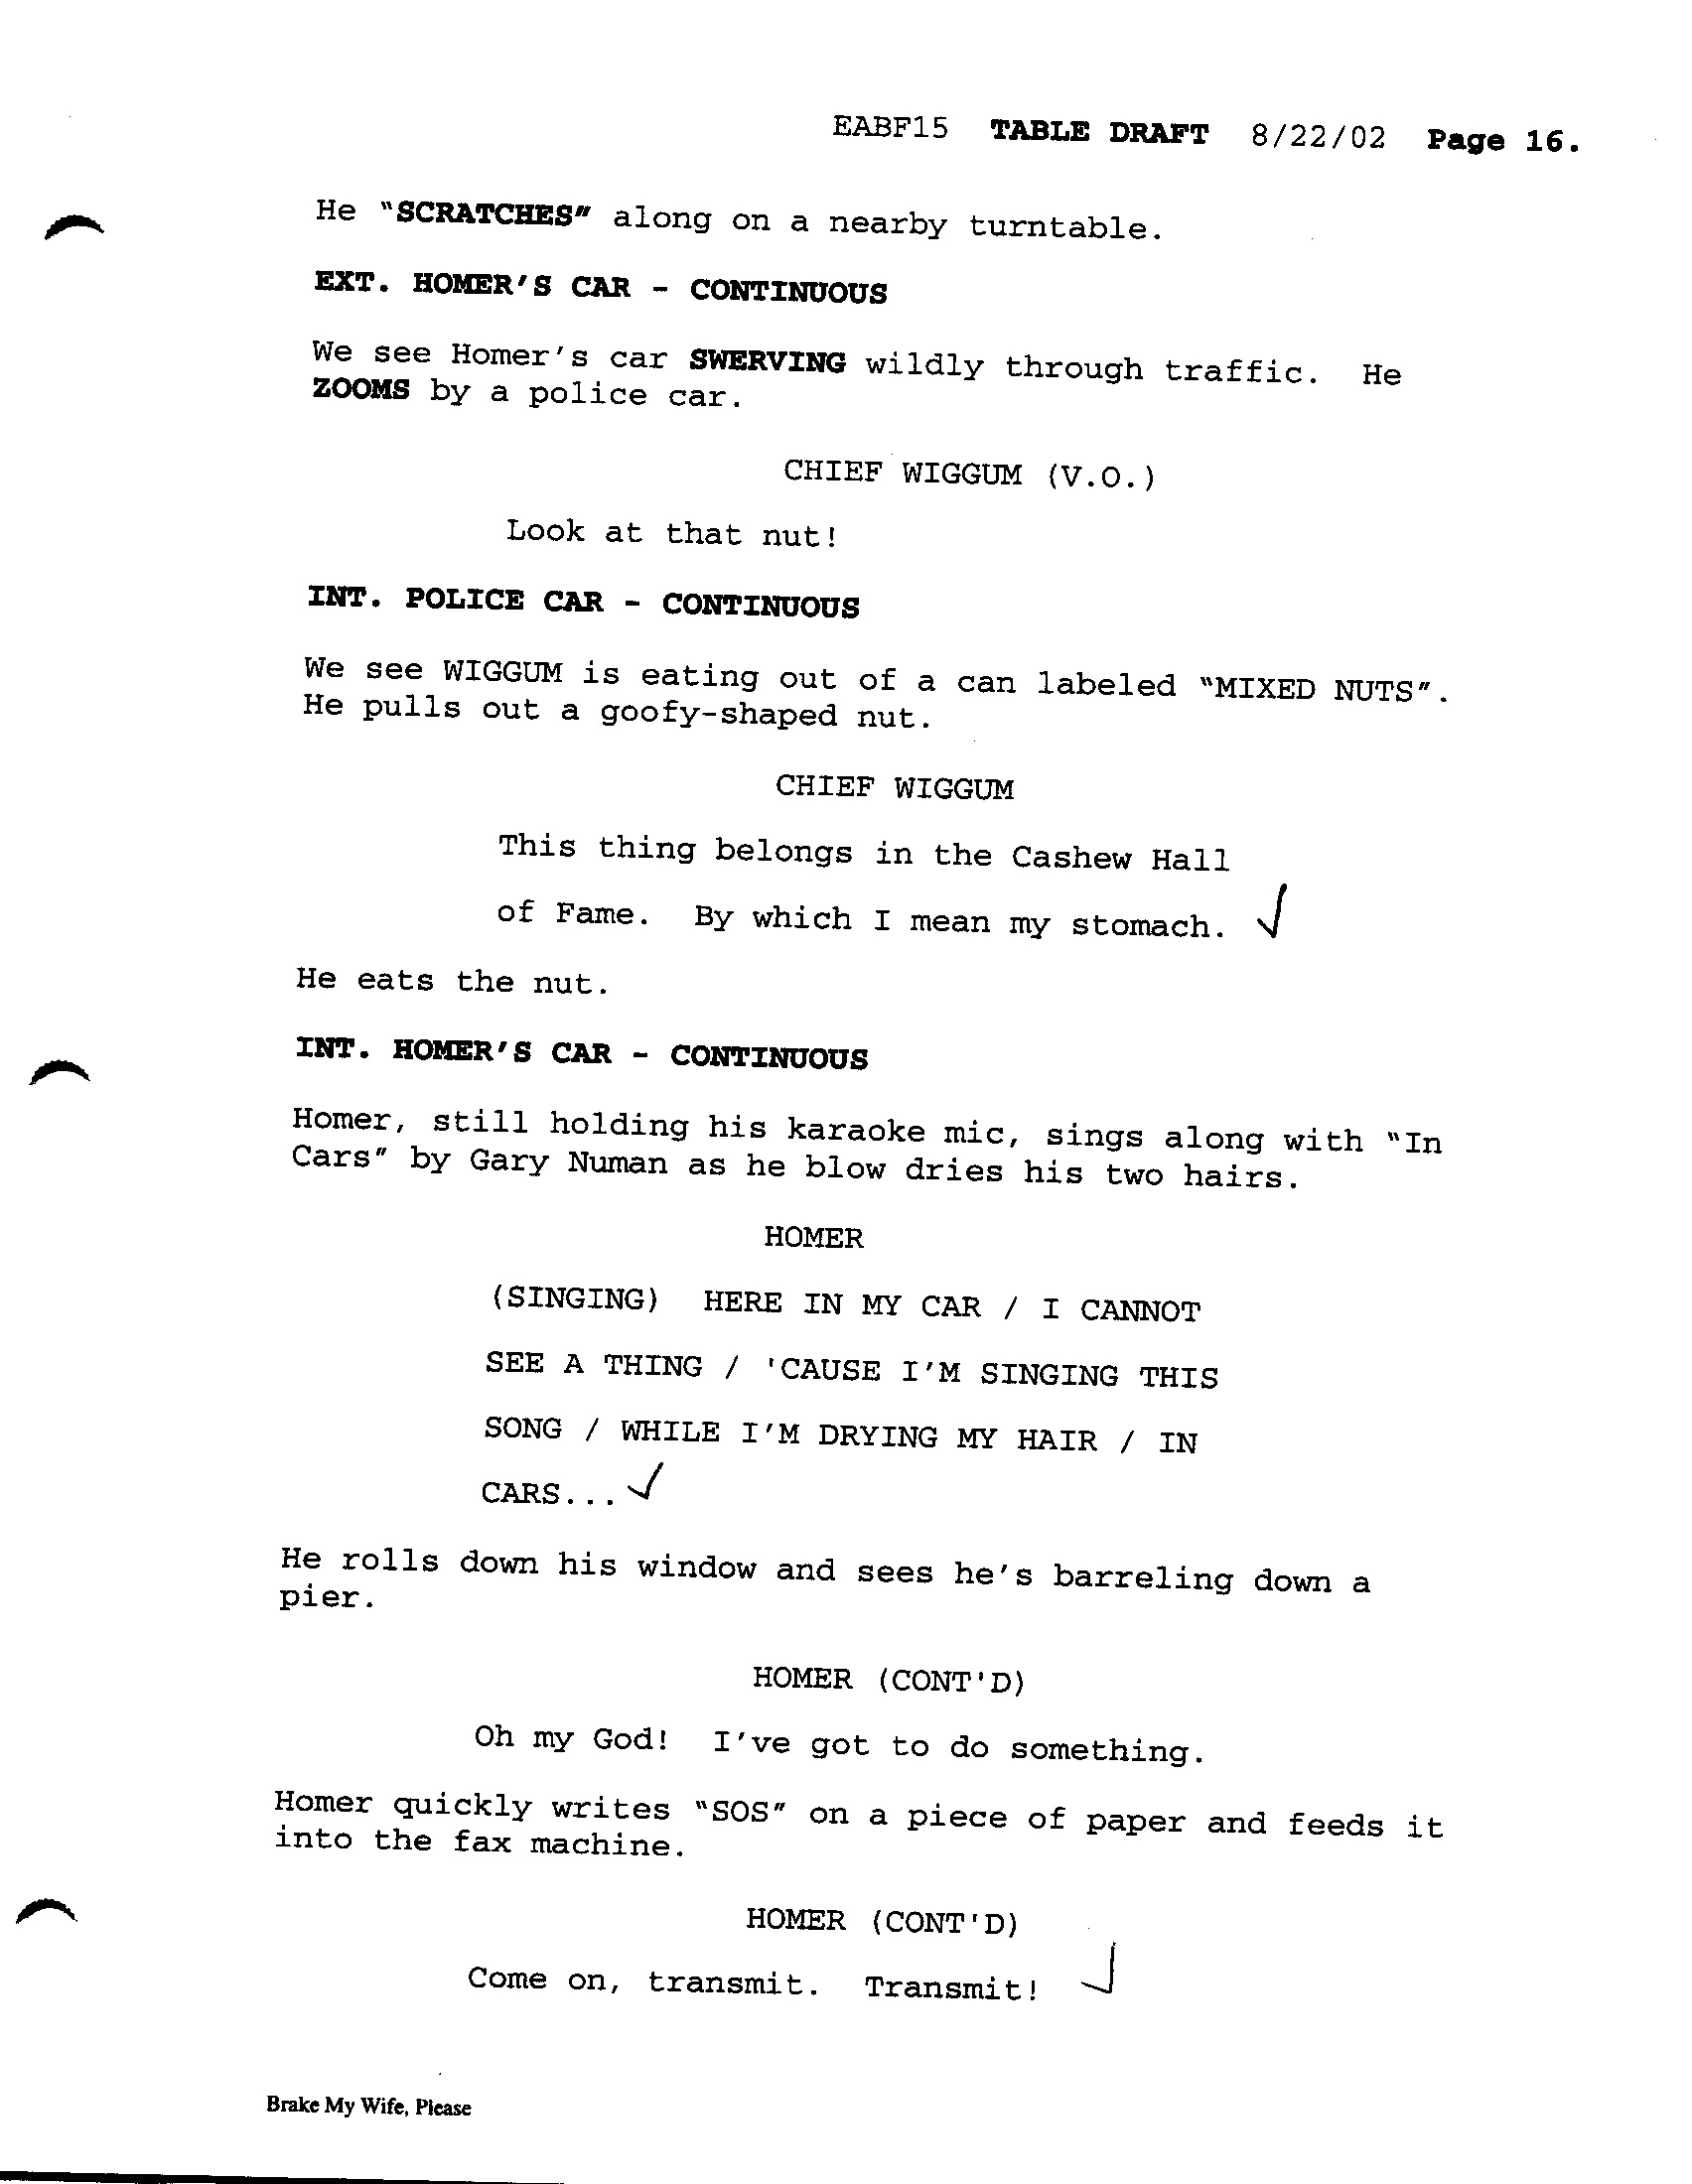 EABF15 TABLE DRAFT 8/22/02 Page 16.
He "SCRATCHES" along on a nearby turntable.
EXT. HOMER'S CAR - CONTINUOUS
We see Homer's car SWERVING wildly through traffic. He
ZOOMS by a police car.
CHIEF WIGGUM (V.O.)
Look at that nut!
INT. POLICE CAR - CONTINUOUS
We see WIGGUM is eating out of a can labeled "MIXED NUTS".
He pulls out a goofy-shaped nut.
CHIEF WIGGUM
This thing belongs in the Cashew Hall
of Fame. By which I mean my stomach. ✓
He eats the nut.
INT. HOMER'S CAR - CONTINUOUS
Homer, still holding his karaoke mic, sings along with "In
Cars" by Gary Numan as he blow dries his two hairs.
HOMER
(SINGING) HERE IN MY CAR / I CANNOT
SEE A THING / 'CAUSE I'M SINGING THIS
SONG / WHILE I'M DRYING MY HAIR / IN
CARS... ✓
He rolls down his window and sees he's barreling down a
pier.
HOMER (CONT'D)
Oh my God! I've got to do something.
Homer quickly writes "SOS" on a piece of paper and feeds it
into the fax machine.
HOMER (CONT'D)
Come on, transmit. Transmit! ✓
Brake My Wife, Please